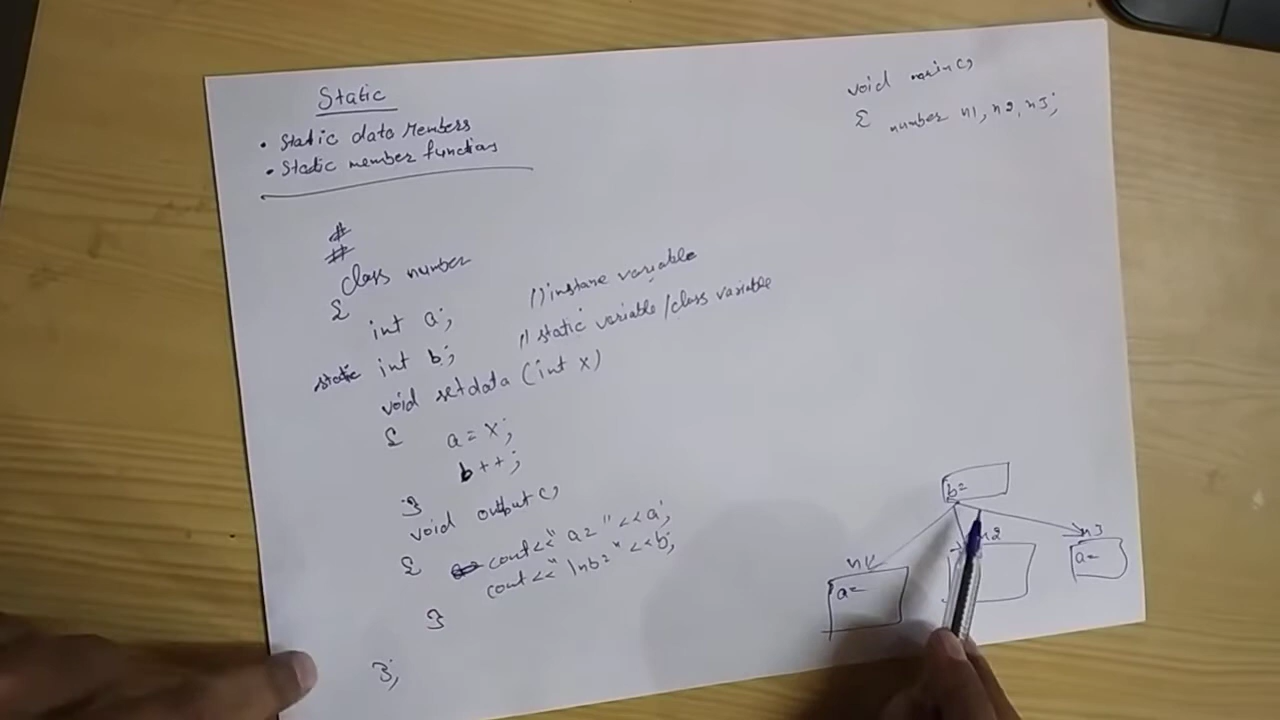 Static
• Static data Members
• Static member functions
#
#
class number
{
int a; // instane variable
static int b; // static variable / class variable
void setdata (int x)
{ a = x;
b++;
}
void output()
{ cout<<"a="<<a;
cout<<"\nb="<<b;
}
};
void main()
{ number n1, n2, n3;
b=
n1
n2
n3
a=
a=